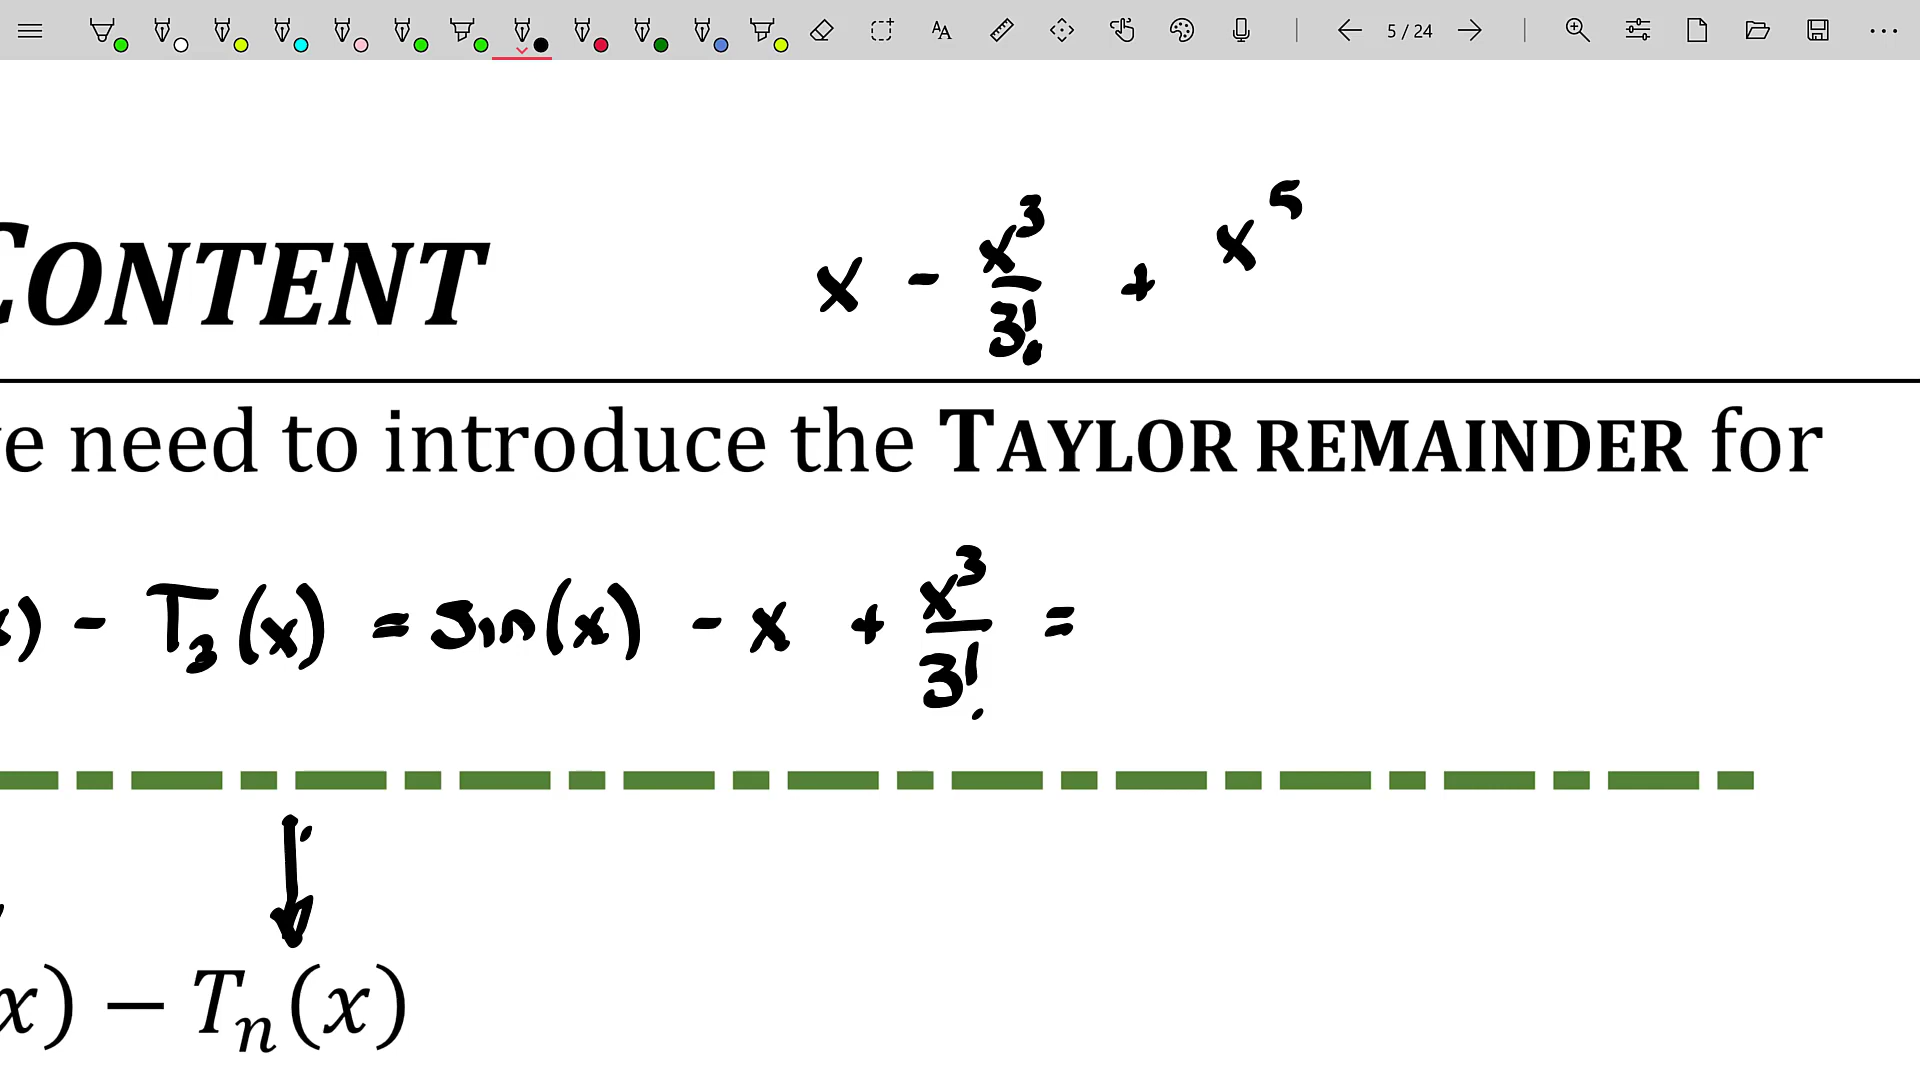 5 / 24
CONTENT
x - x³/3! + x⁵
e need to introduce the TAYLOR REMAINDER for
x) - T₃(x) = sin(x) - x + x³/3! =
x) − Tₙ(x)